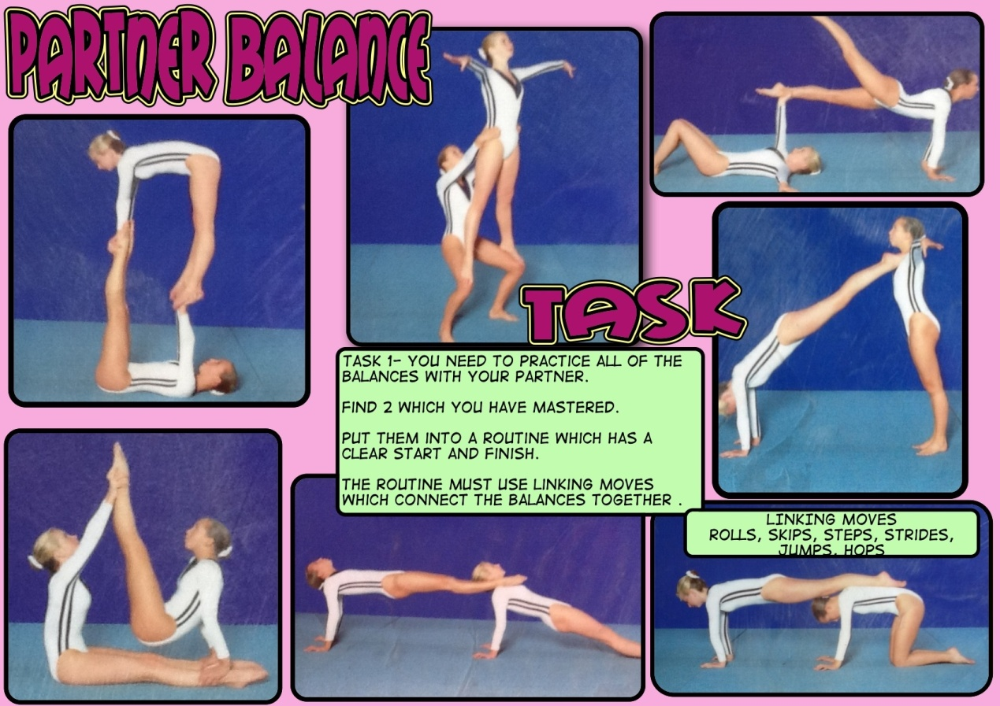 PARTNER BALANCE
TASK
TASK 1- YOU NEED TO PRACTICE ALL OF THE
BALANCES WITH YOUR PARTNER.
FIND 2 WHICH YOU HAVE MASTERED.
PUT THEM INTO A ROUTINE WHICH HAS A
CLEAR START AND FINISH.
THE ROUTINE MUST USE LINKING MOVES
WHICH CONNECT THE BALANCES TOGETHER .
LINKING MOVES
ROLLS, SKIPS, STEPS, STRIDES,
JUMPS, HOPS